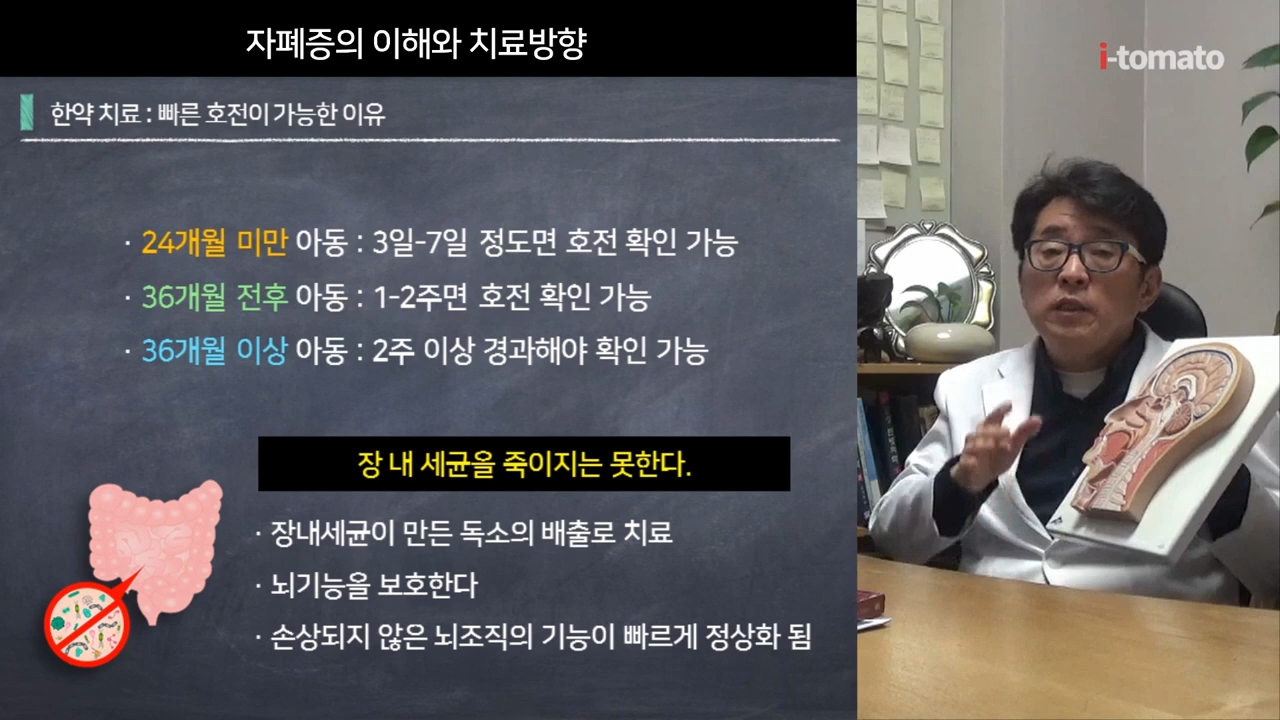 자폐증의 이해와 치료방향
i-tomato
한약 치료 : 빠른 호전이 가능한 이유
· 24개월 미만 아동 : 3일-7일 정도면 호전 확인 가능
· 36개월 전후 아동 : 1-2주면 호전 확인 가능
· 36개월 이상 아동 : 2주 이상 경과해야 확인 가능
장 내 세균을 죽이지는 못한다.
· 장내세균이 만든 독소의 배출로 치료
· 뇌기능을 보호한다
· 손상되지 않은 뇌조직의 기능이 빠르게 정상화 됨